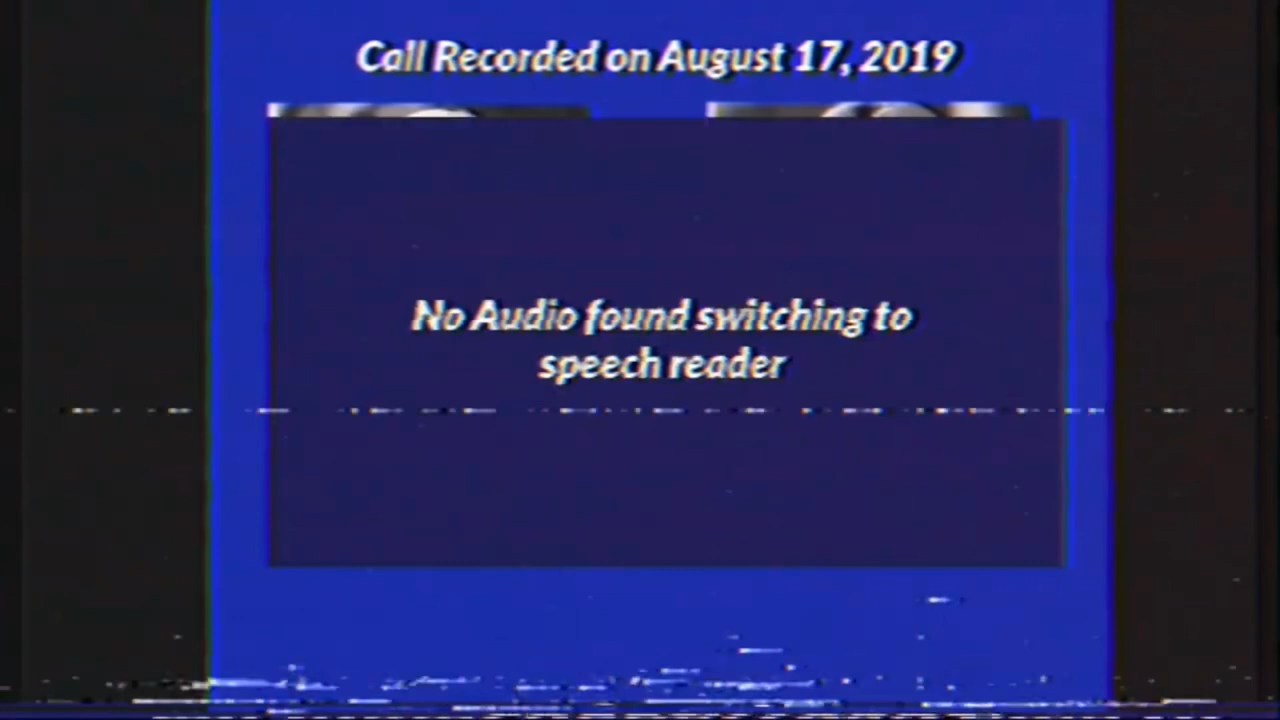 Call Recorded on August 17, 2019
No Audio found switching to
speech reader